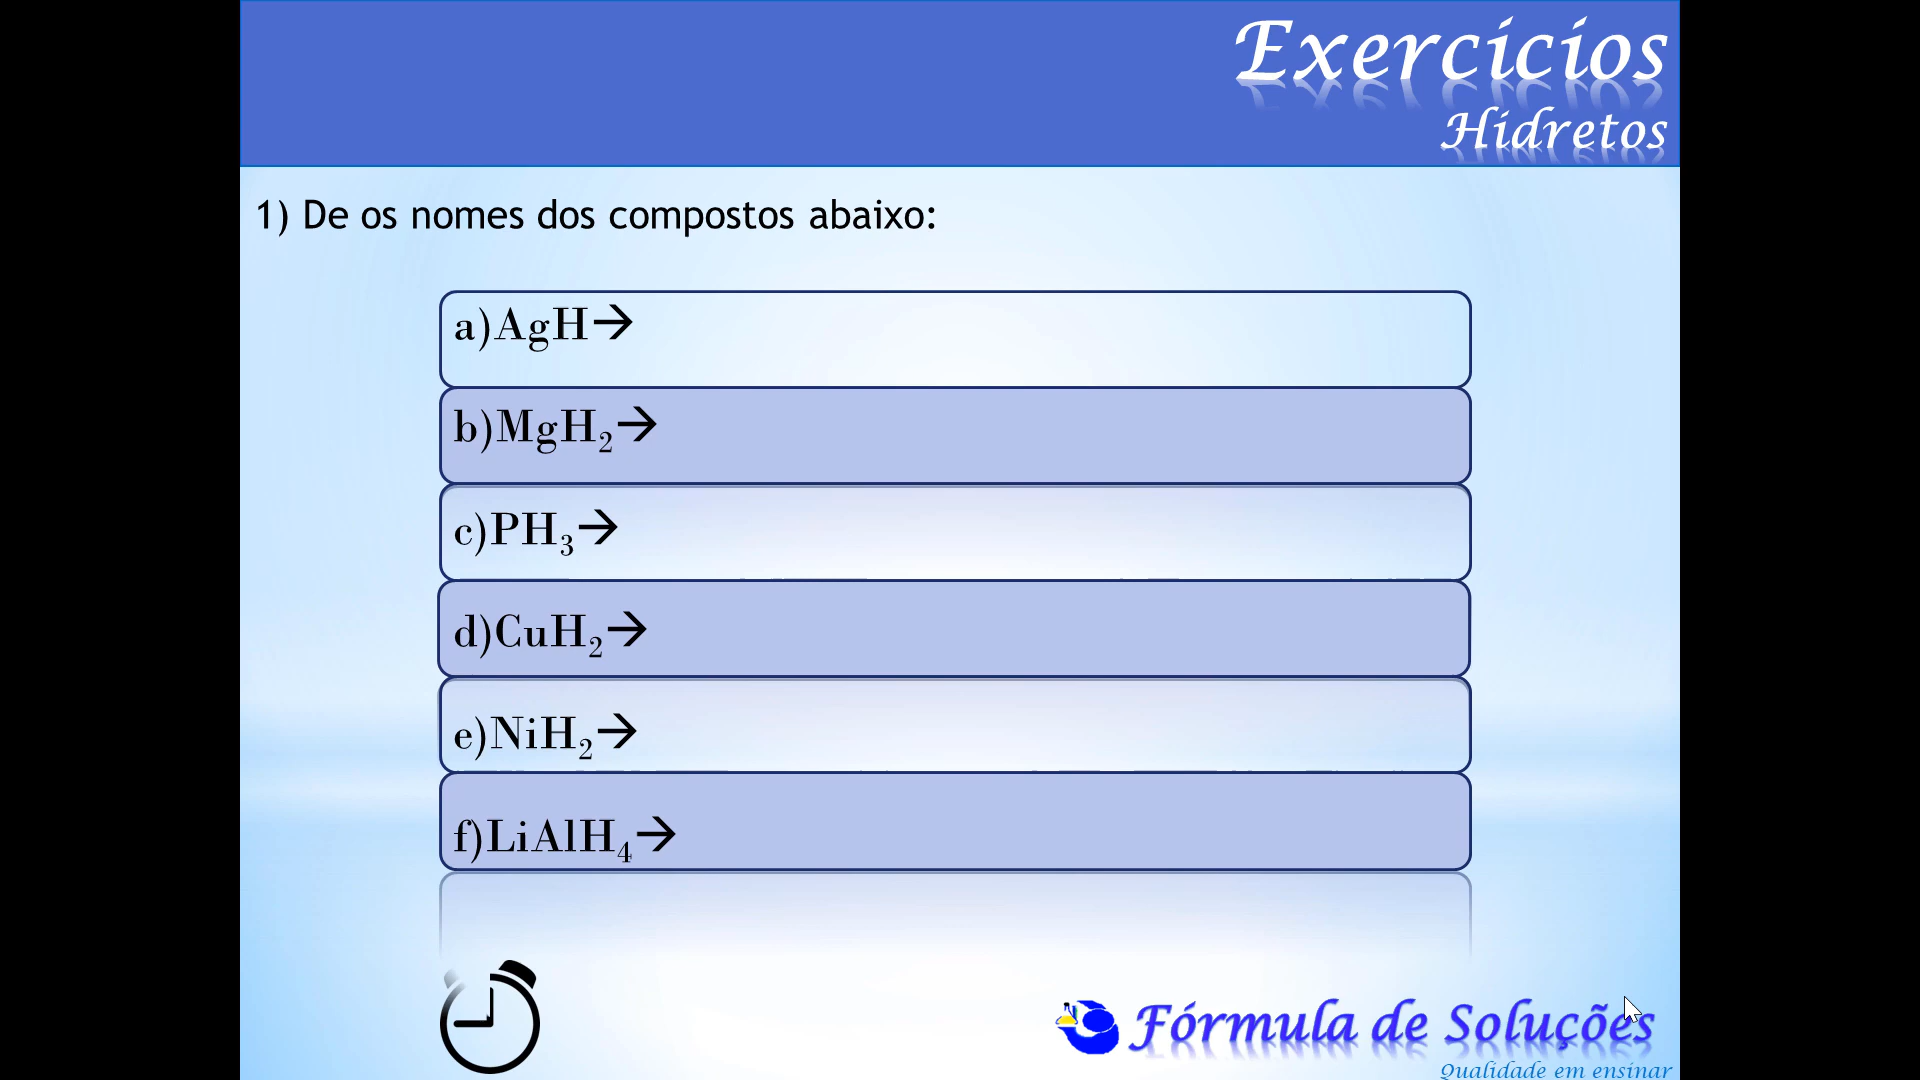 Exercícios
Hidretos
1) De os nomes dos compostos abaixo:
a)AgH→
b)MgH₂→
c)PH₃→
d)CuH₂→
e)NiH₂→
f)LiAlH₄→
Fórmula de Soluções
Qualidade em ensinar